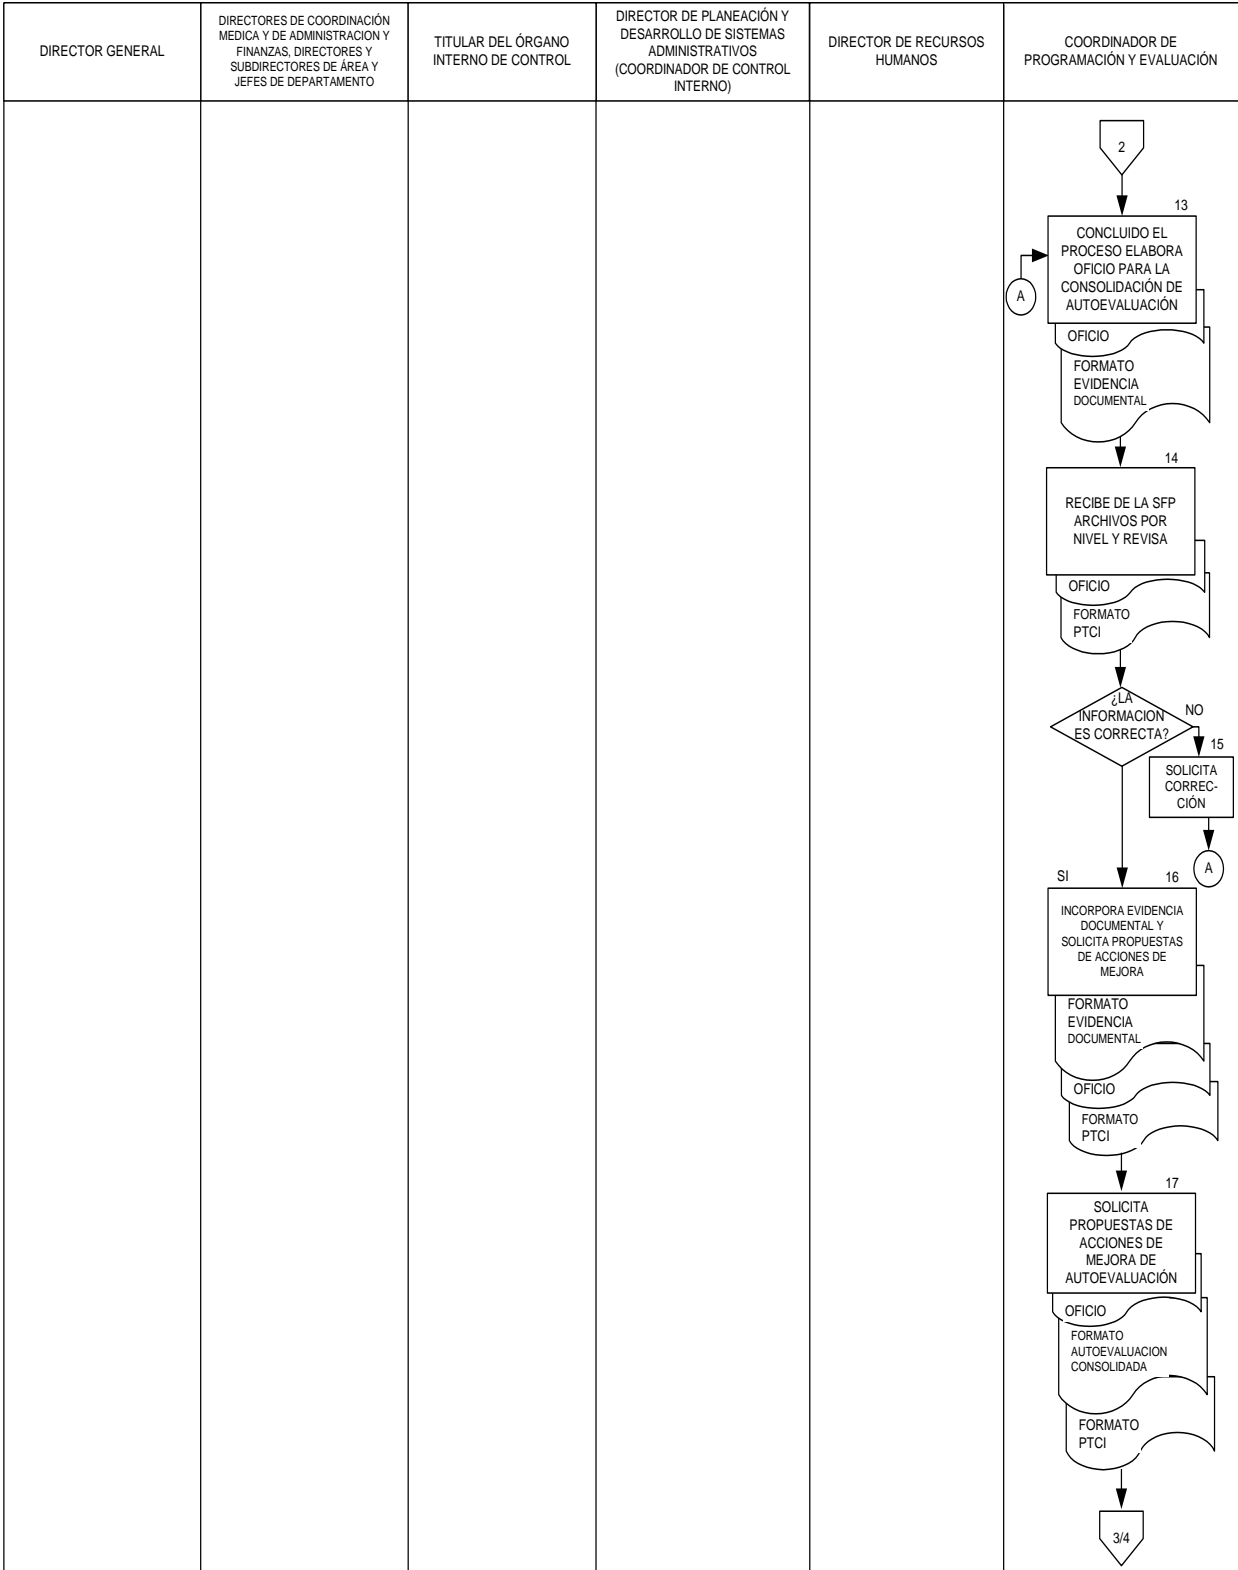 DIRECTOR GENERAL
DIRECTORES DE COORDINACIÓN
MEDICA Y DE ADMINISTRACION Y
FINANZAS, DIRECTORES Y
SUBDIRECTORES DE ÁREA Y
JEFES DE DEPARTAMENTO
TITULAR DEL ÓRGANO
INTERNO DE CONTROL
DIRECTOR DE PLANEACIÓN Y
DESARROLLO DE SISTEMAS
ADMINISTRATIVOS
(COORDINADOR DE CONTROL
INTERNO)
DIRECTOR DE RECURSOS
HUMANOS
COORDINADOR DE
PROGRAMACIÓN Y EVALUACIÓN
2
13
CONCLUIDO EL
PROCESO ELABORA
OFICIO PARA LA
CONSOLIDACIÓN DE
AUTOEVALUACIÓN
A
OFICIO
FORMATO
EVIDENCIA
DOCUMENTAL
14
RECIBE DE LA SFP
ARCHIVOS POR
NIVEL Y REVISA
OFICIO
FORMATO
PTCI
¿LA
INFORMACION
ES CORRECTA?
NO
15
SOLICITA
CORREC-
CIÓN
A
SI
16
INCORPORA EVIDENCIA
DOCUMENTAL Y
SOLICITA PROPUESTAS
DE ACCIONES DE
MEJORA
FORMATO
EVIDENCIA
DOCUMENTAL
OFICIO
FORMATO
PTCI
17
SOLICITA
PROPUESTAS DE
ACCIONES DE
MEJORA DE
AUTOEVALUACIÓN
OFICIO
FORMATO
AUTOEVALUACION
CONSOLIDADA
FORMATO
PTCI
3/4